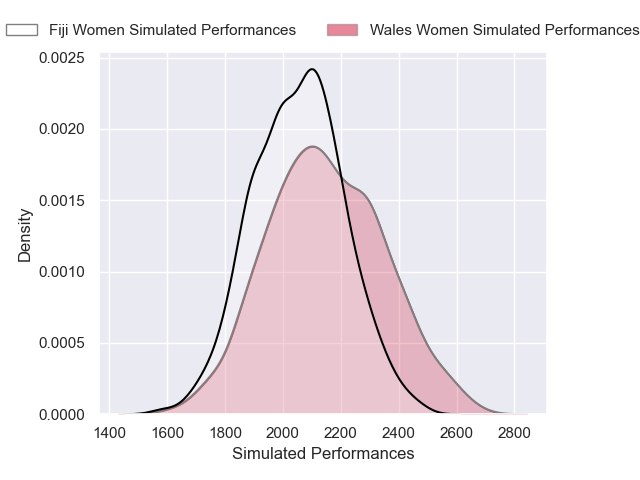 Fiji Women Simulated Performances
Wales Women Simulated Performances
0.0025
0.0020
0.0015
0.0010
0.0005
0.0000
Density
1400 1600 1800 2000 2200 2400 2600 2800
Simulated Performances